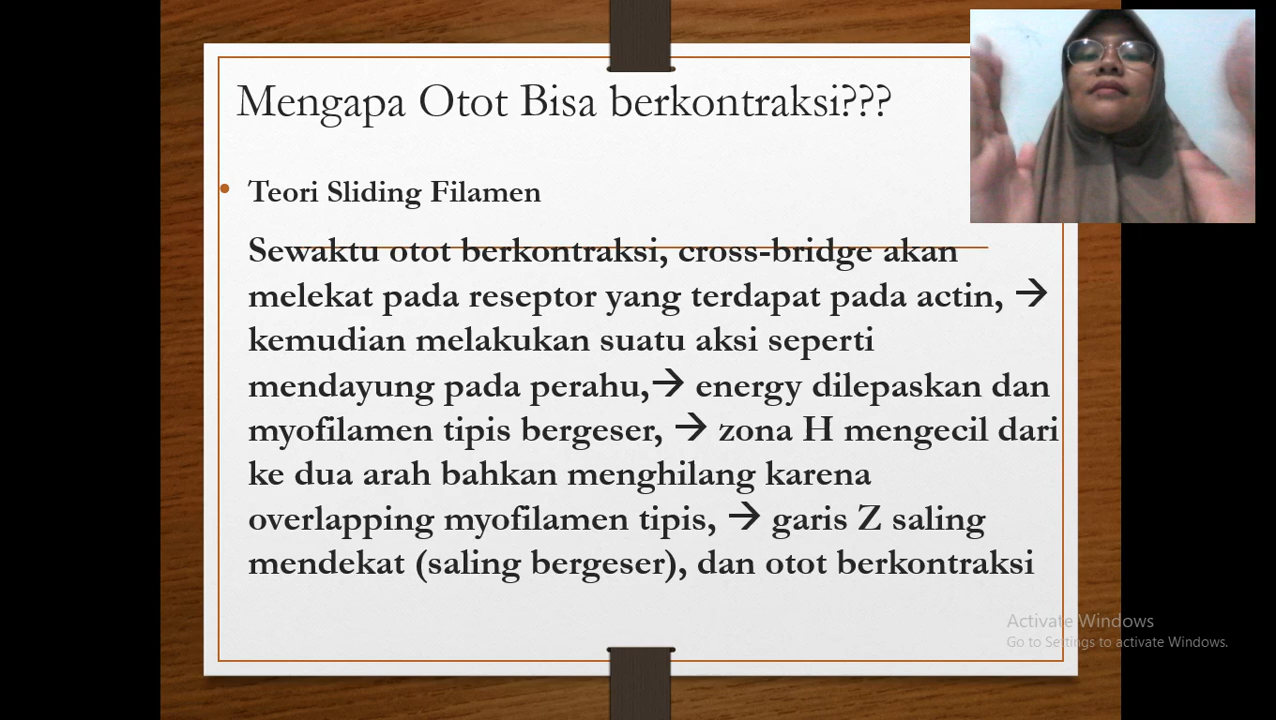 Mengapa Otot Bisa berkontraksi???
• Teori Sliding Filamen
Sewaktu otot berkontraksi, cross-bridge akan
melekat pada reseptor yang terdapat pada actin, →
kemudian melakukan suatu aksi seperti
mendayung pada perahu,→ energy dilepaskan dan
myofilamen tipis bergeser, → zona H mengecil dari
ke dua arah bahkan menghilang karena
overlapping myofilamen tipis, → garis Z saling
mendekat (saling bergeser), dan otot berkontraksi
Activate Windows
Go to Settings to activate Windows.